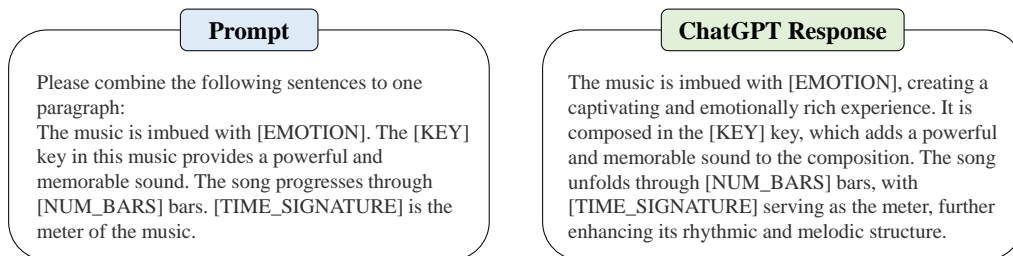 Prompt
Please combine the following sentences to one
paragraph:
The music is imbued with [EMOTION]. The [KEY]
key in this music provides a powerful and
memorable sound. The song progresses through
[NUM_BARS] bars. [TIME_SIGNATURE] is the
meter of the music.
ChatGPT Response
The music is imbued with [EMOTION], creating a
captivating and emotionally rich experience. It is
composed in the [KEY] key, which adds a powerful
and memorable sound to the composition. The song
unfolds through [NUM_BARS] bars, with
[TIME_SIGNATURE] serving as the meter, further
enhancing its rhythmic and melodic structure.